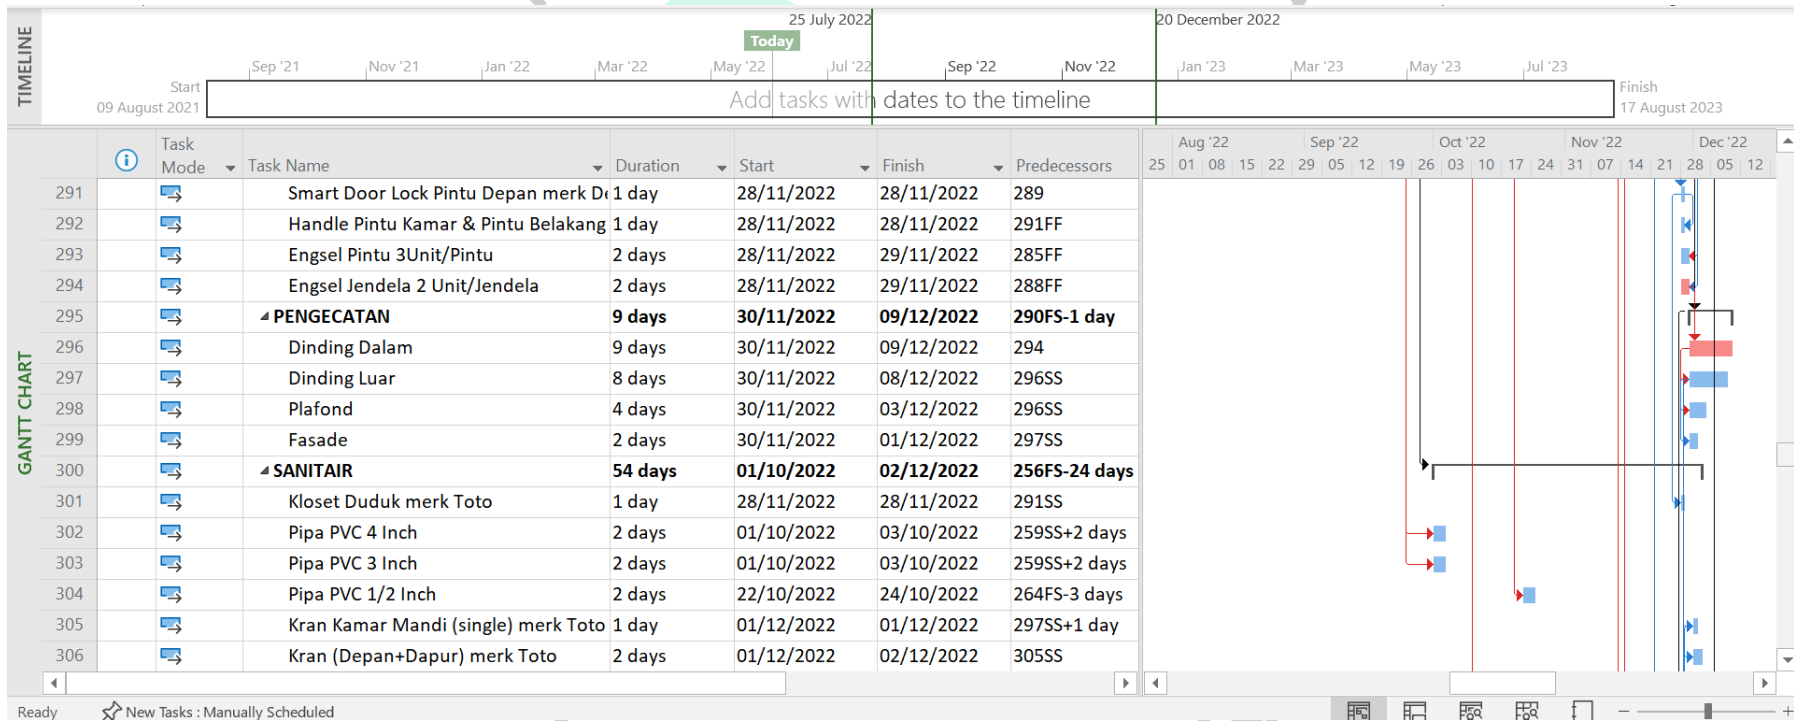 25 July 2022
20 December 2022
Today
Sep '21
Nov '21
Jan '22
Mar '22
May '22
Jul '22
Sep '22
Nov '22
Jan '23
Mar '23
May '23
Jul '23
TIMELINE
Start
09 August 2021
Add tasks with dates to the timeline
Finish
17 August 2023
Task Mode
Task Name
Duration
Start
Finish
Predecessors
Aug '22
Sep '22
Oct '22
Nov '22
Dec '22
25 01 08 15 22 29 05 12 19 26 03 10 17 24 31 07 14 21 28 05 12
GANTT CHART
291 Smart Door Lock Pintu Depan merk De 1 day 28/11/2022 28/11/2022 289
292 Handle Pintu Kamar & Pintu Belakang 1 day 28/11/2022 28/11/2022 291FF
293 Engsel Pintu 3Unit/Pintu 2 days 28/11/2022 29/11/2022 285FF
294 Engsel Jendela 2 Unit/Jendela 2 days 28/11/2022 29/11/2022 288FF
295 PENGECATAN 9 days 30/11/2022 09/12/2022 290FS-1 day
296 Dinding Dalam 9 days 30/11/2022 09/12/2022 294
297 Dinding Luar 8 days 30/11/2022 08/12/2022 296SS
298 Plafond 4 days 30/11/2022 03/12/2022 296SS
299 Fasade 2 days 30/11/2022 01/12/2022 297SS
300 SANITAIR 54 days 01/10/2022 02/12/2022 256FS-24 days
301 Kloset Duduk merk Toto 1 day 28/11/2022 28/11/2022 291SS
302 Pipa PVC 4 Inch 2 days 01/10/2022 03/10/2022 259SS+2 days
303 Pipa PVC 3 Inch 2 days 01/10/2022 03/10/2022 259SS+2 days
304 Pipa PVC 1/2 Inch 2 days 22/10/2022 24/10/2022 264FS-3 days
305 Kran Kamar Mandi (single) merk Toto 1 day 01/12/2022 01/12/2022 297SS+1 day
306 Kran (Depan+Dapur) merk Toto 2 days 01/12/2022 02/12/2022 305SS
Ready
New Tasks : Manually Scheduled